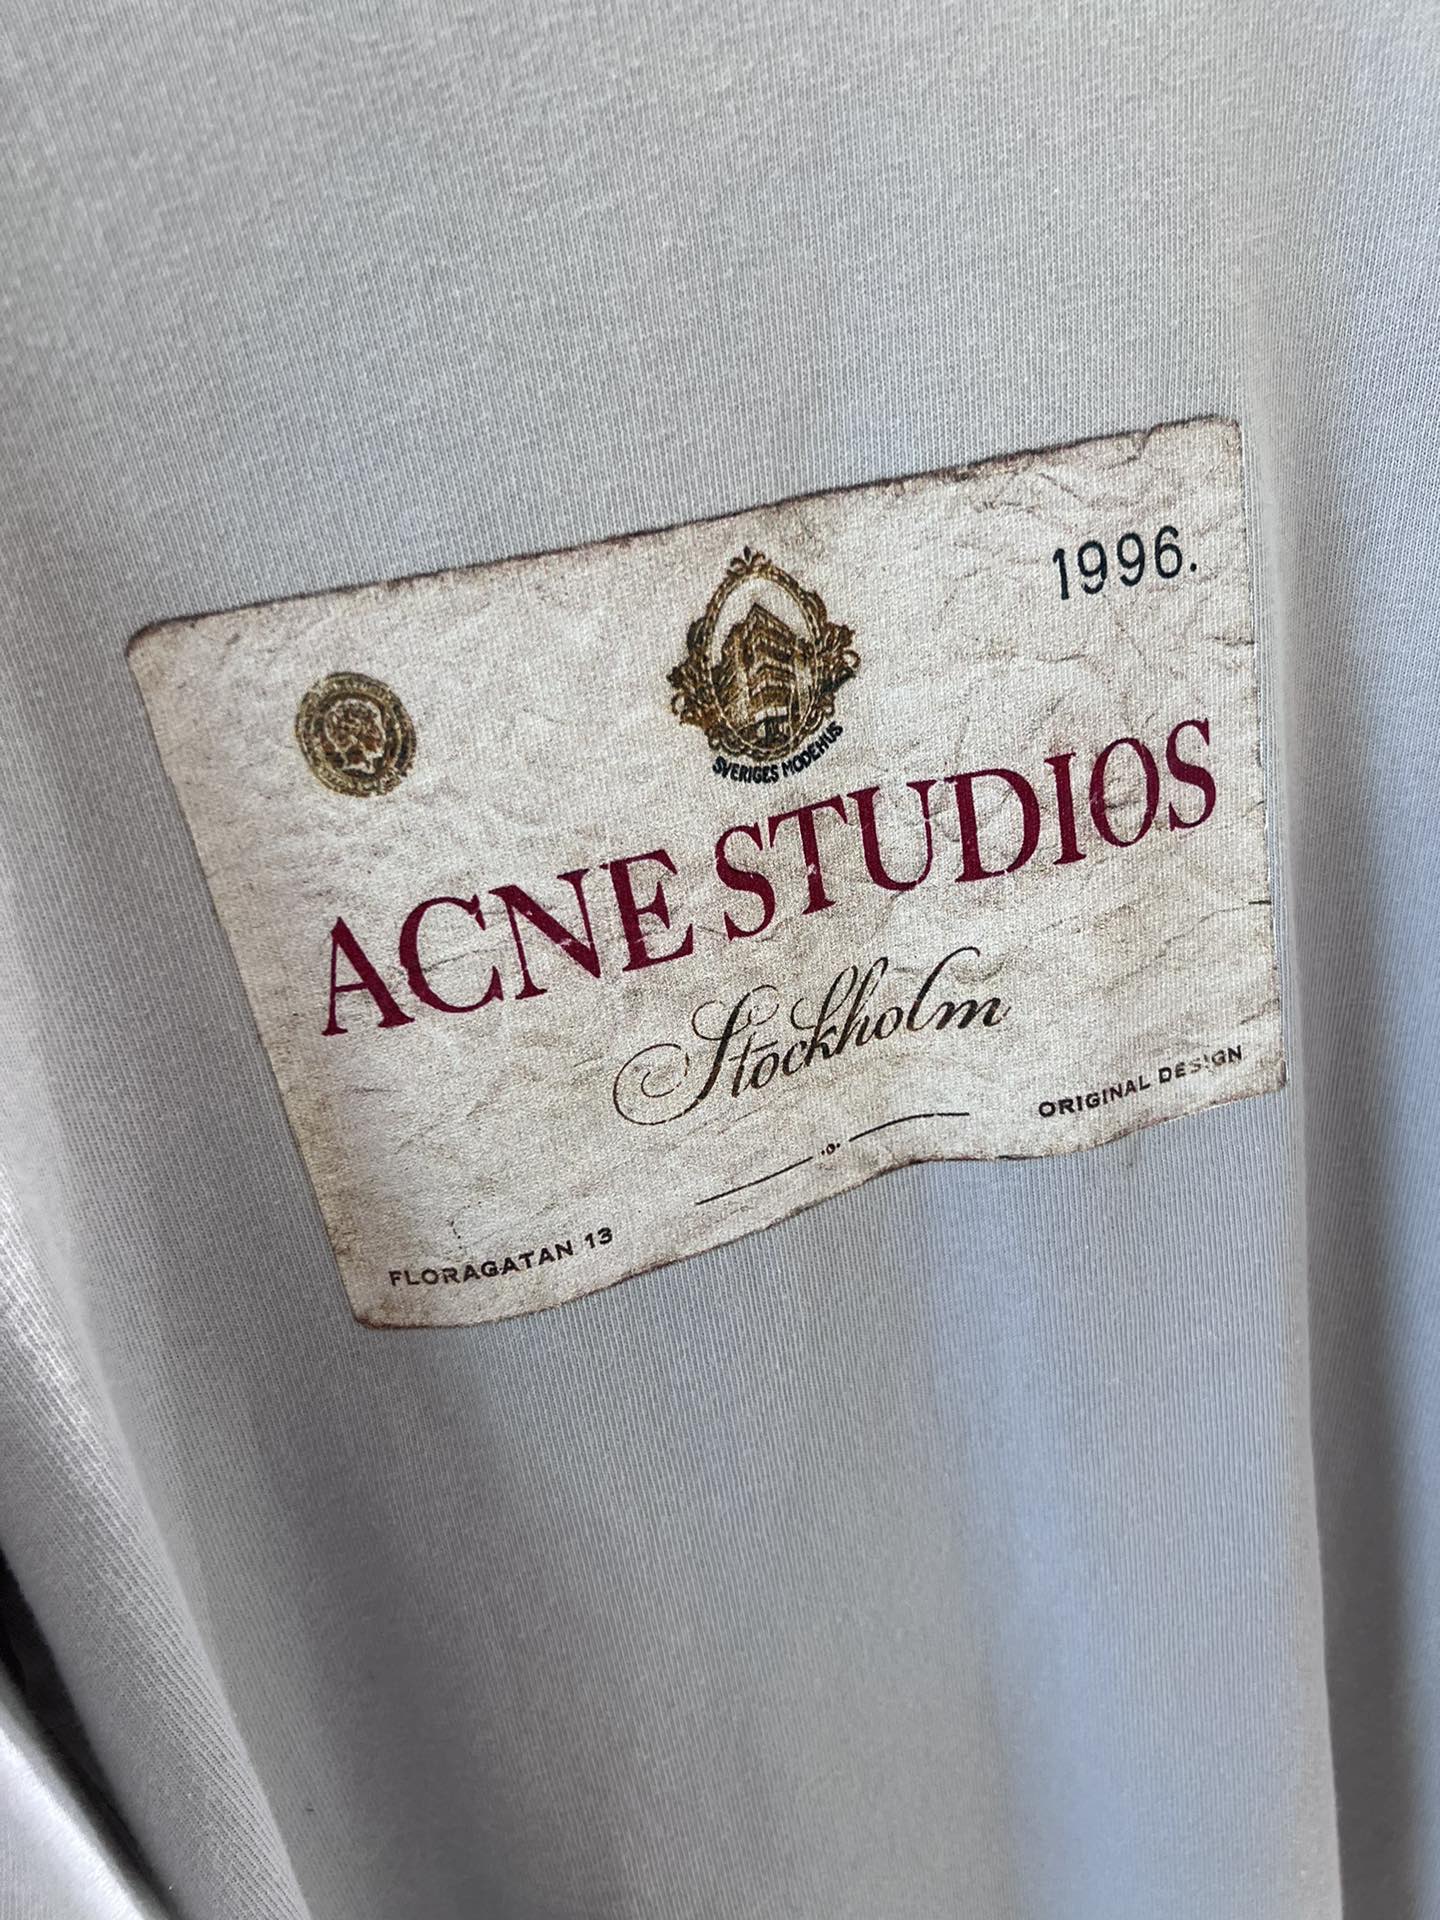 1996.
SVERIGES MODEHUS
ACNE STUDIOS
Stockholm
FLORAGATAN 13
ORIGINAL DESIGN